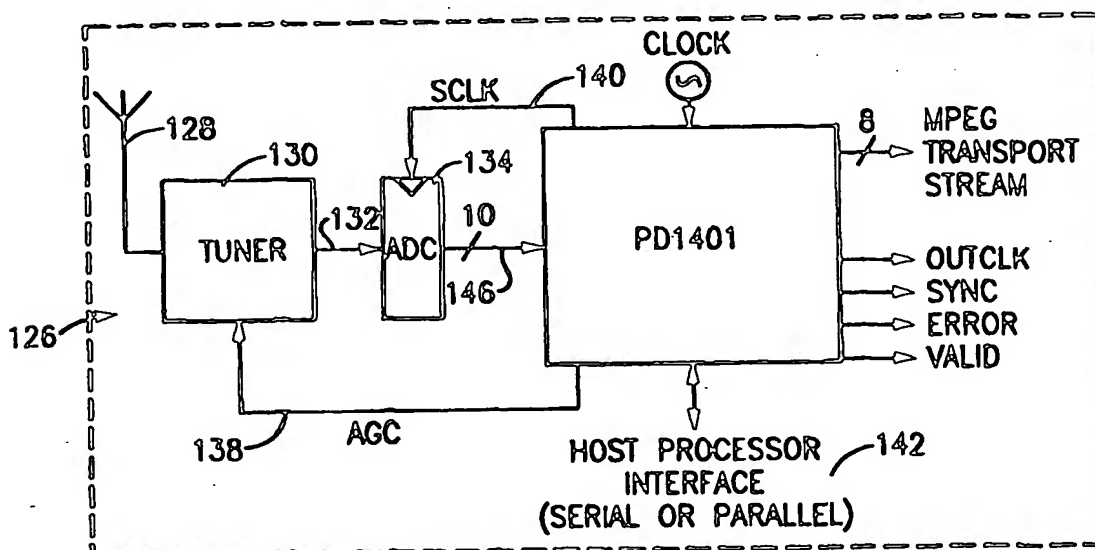 CLOCK
SCLK
140
128
130
134
8
MPEG
TRANSPORT
STREAM
132
10
TUNER
ADC
PD1401
146
OUTCLK
SYNC
ERROR
VALID
126
138
AGC
HOST PROCESSOR
INTERFACE
(SERIAL OR PARALLEL)
142